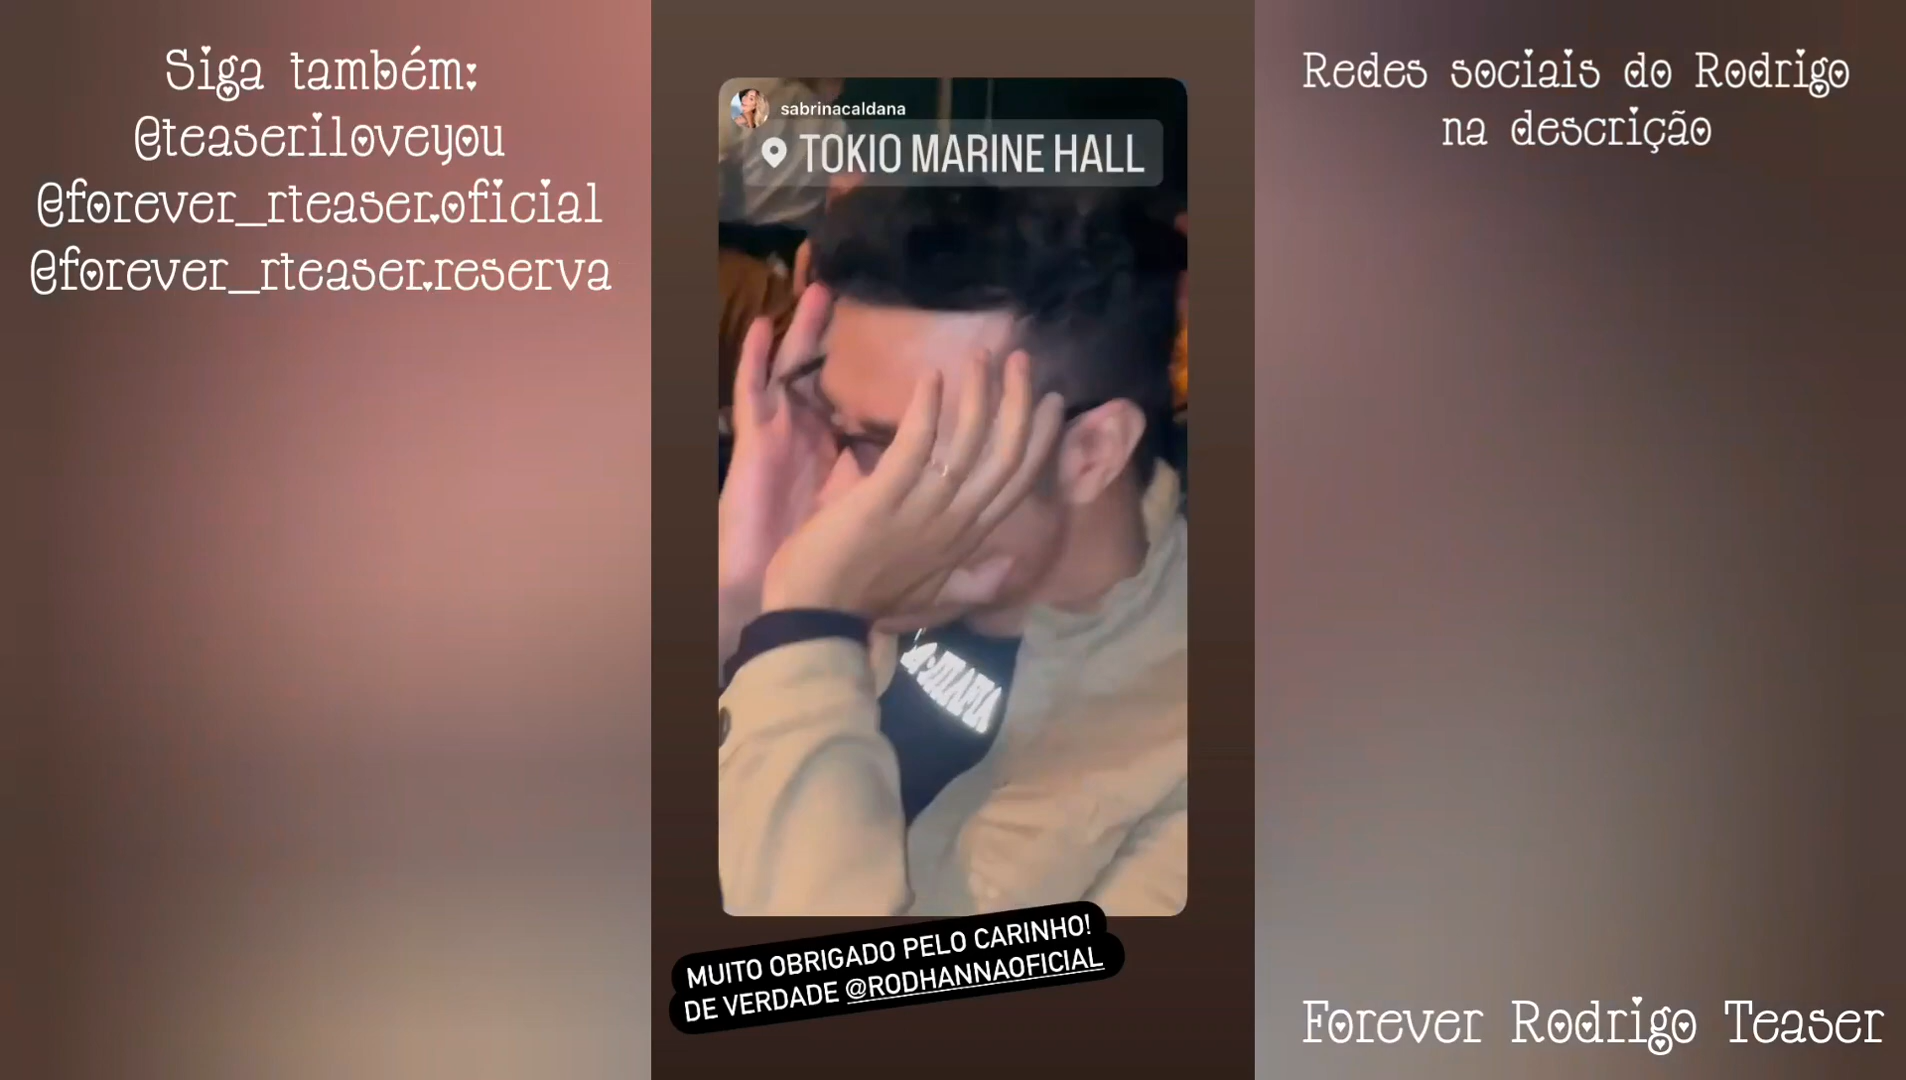 Siga também:
@teaseriloveyou
@forever_rteaser.oficial
@forever_rteaser.reserva
sabrinacaldana
TOKIO MARINE HALL
MUITO OBRIGADO PELO CARINHO!
DE VERDADE @RODHANNAOFICIAL
Redes sociais do Rodrigo
na descrição
Forever Rodrigo Teaser